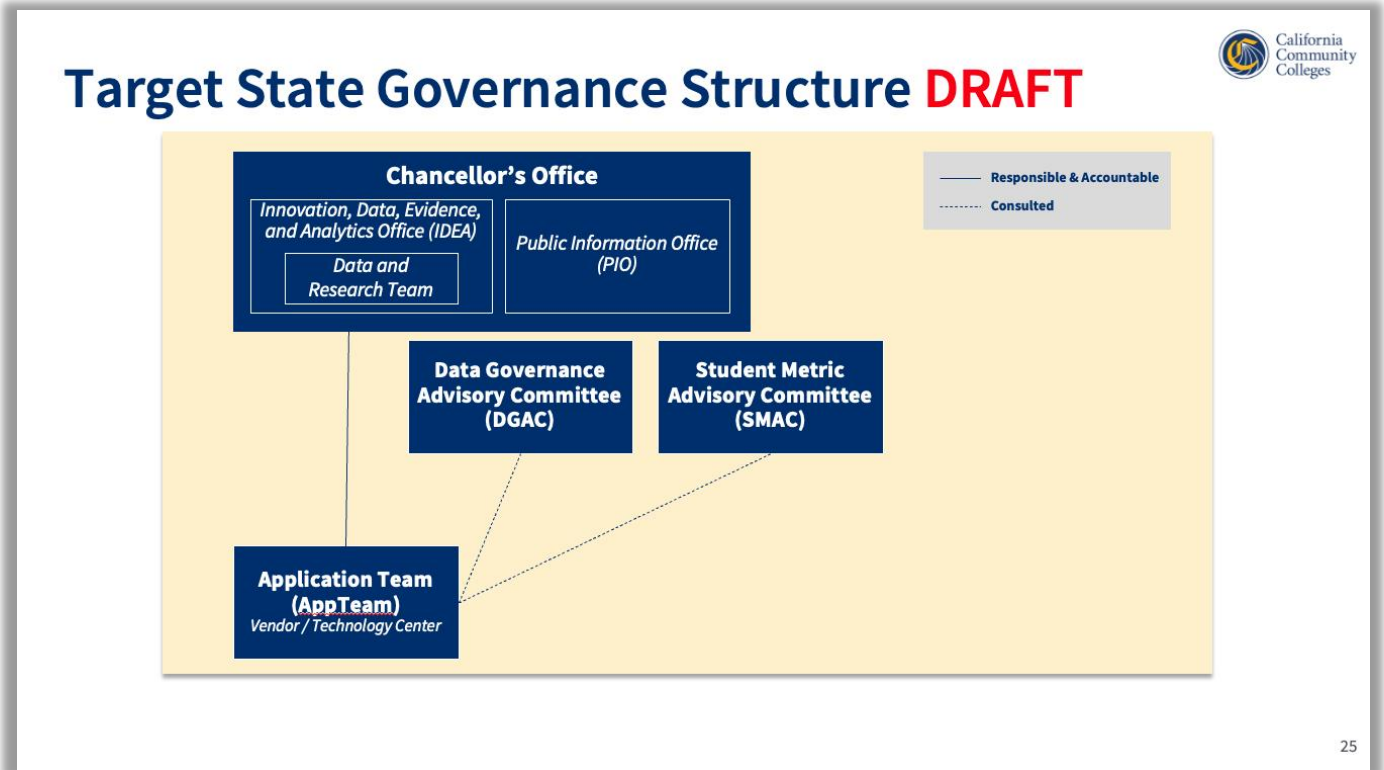 California
Community
Colleges
Target State Governance Structure DRAFT
Chancellor’s Office
Innovation, Data, Evidence,
and Analytics Office (IDEA)
Data and
Research Team
Public Information Office
(PIO)
Responsible & Accountable
Consulted
Data Governance
Advisory Committee
(DGAC)
Student Metric
Advisory Committee
(SMAC)
Application Team
(AppTeam)
Vendor / Technology Center
25